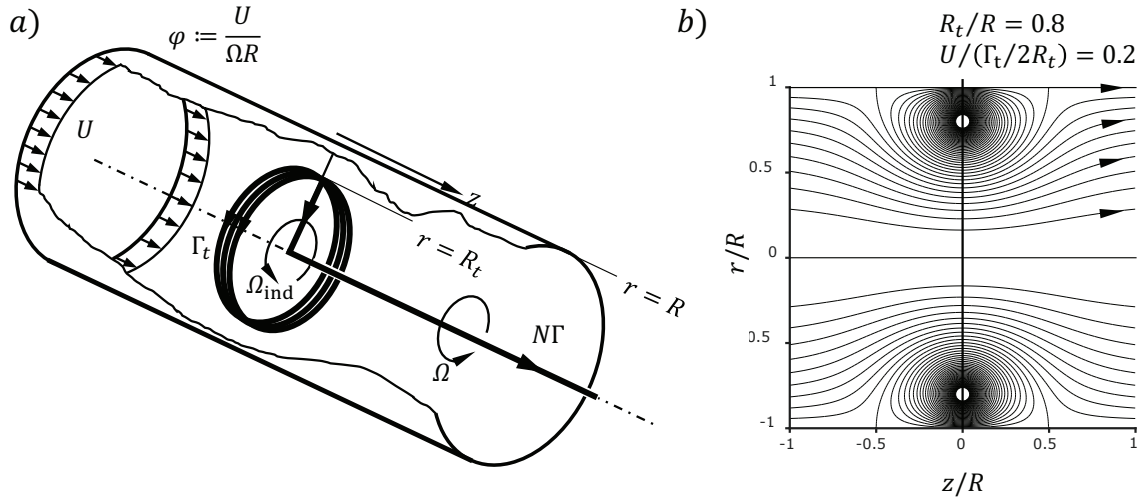 a)
φ ≔ U/ΩR
U
z
Γₜ
Ω_ind
r = Rₜ
r = R
NΓ
Ω
b)
Rₜ/R = 0.8
U/(Γₜ/2Rₜ) = 0.2
1
0.5
0
0.5
-1
r/R
-1 -0.5 0 0.5 1
z/R